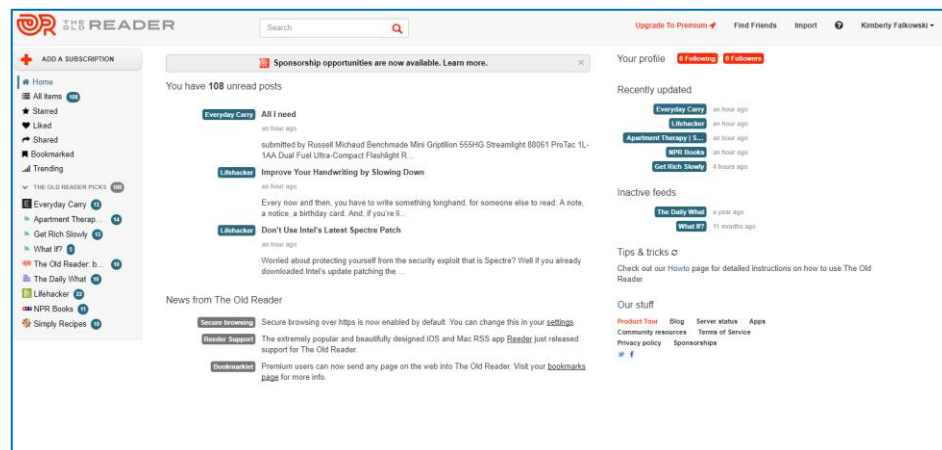 THE OLD READER
Search
Upgrade To Premium
Find Friends
Import
Kimberly Falkowski
ADD A SUBSCRIPTION
Home
All items 108
Starred
Liked
Shared
Bookmarked
Trending
THE OLD READER PICKS 108
Everyday Carry 13
Apartment Therap... 14
Get Rich Slowly 13
What If? 5
The Old Reader: b... 10
The Daily What 10
Lifehacker 22
NPR Books 11
Simply Recipes 10
Sponsorship opportunities are now available. Learn more.
You have 108 unread posts
Everyday Carry All I need
an hour ago
submitted by Russell Michaud Benchmade Mini Griptilion 555HG Streamlight 88061 ProTac 1L-
1AA Dual Fuel Ultra-Compact Flashlight R...
Lifehacker Improve Your Handwriting by Slowing Down
an hour ago
Every now and then, you have to write something longhand, for someone else to read: A note,
a notice, a birthday card. And, if you're li...
Lifehacker Don't Use Intel's Latest Spectre Patch
an hour ago
Worried about protecting yourself from the security exploit that is Spectre? Well if you already
downloaded Intel's update patching the ...
News from The Old Reader
Secure browsing Secure browsing over https is now enabled by default. You can change this in your settings.
Reeder Support The extremely popular and beautifully designed iOS and Mac RSS app Reeder just released
support for The Old Reader.
Bookmarklet Premium users can now send any page on the web into The Old Reader. Visit your bookmarks
page for more info.
Your profile 0 Following 0 Followers
Recently updated
Everyday Carry an hour ago
Lifehacker an hour ago
Apartment Therapy | S... an hour ago
NPR Books an hour ago
Get Rich Slowly 4 hours ago
Inactive feeds
The Daily What a year ago
What If? 11 months ago
Tips & tricks
Check out our Howto page for detailed instructions on how to use The Old
Reader.
Our stuff
Product Tour Blog Server status Apps
Community resources Terms of Service
Privacy policy Sponsorships